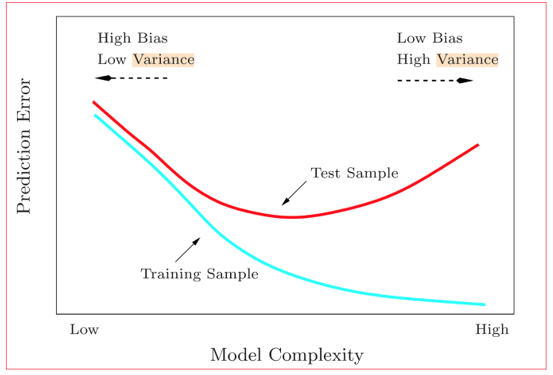 High Bias
Low Variance
Low Bias
High Variance
Prediction Error
Test Sample
Training Sample
Low
High
Model Complexity